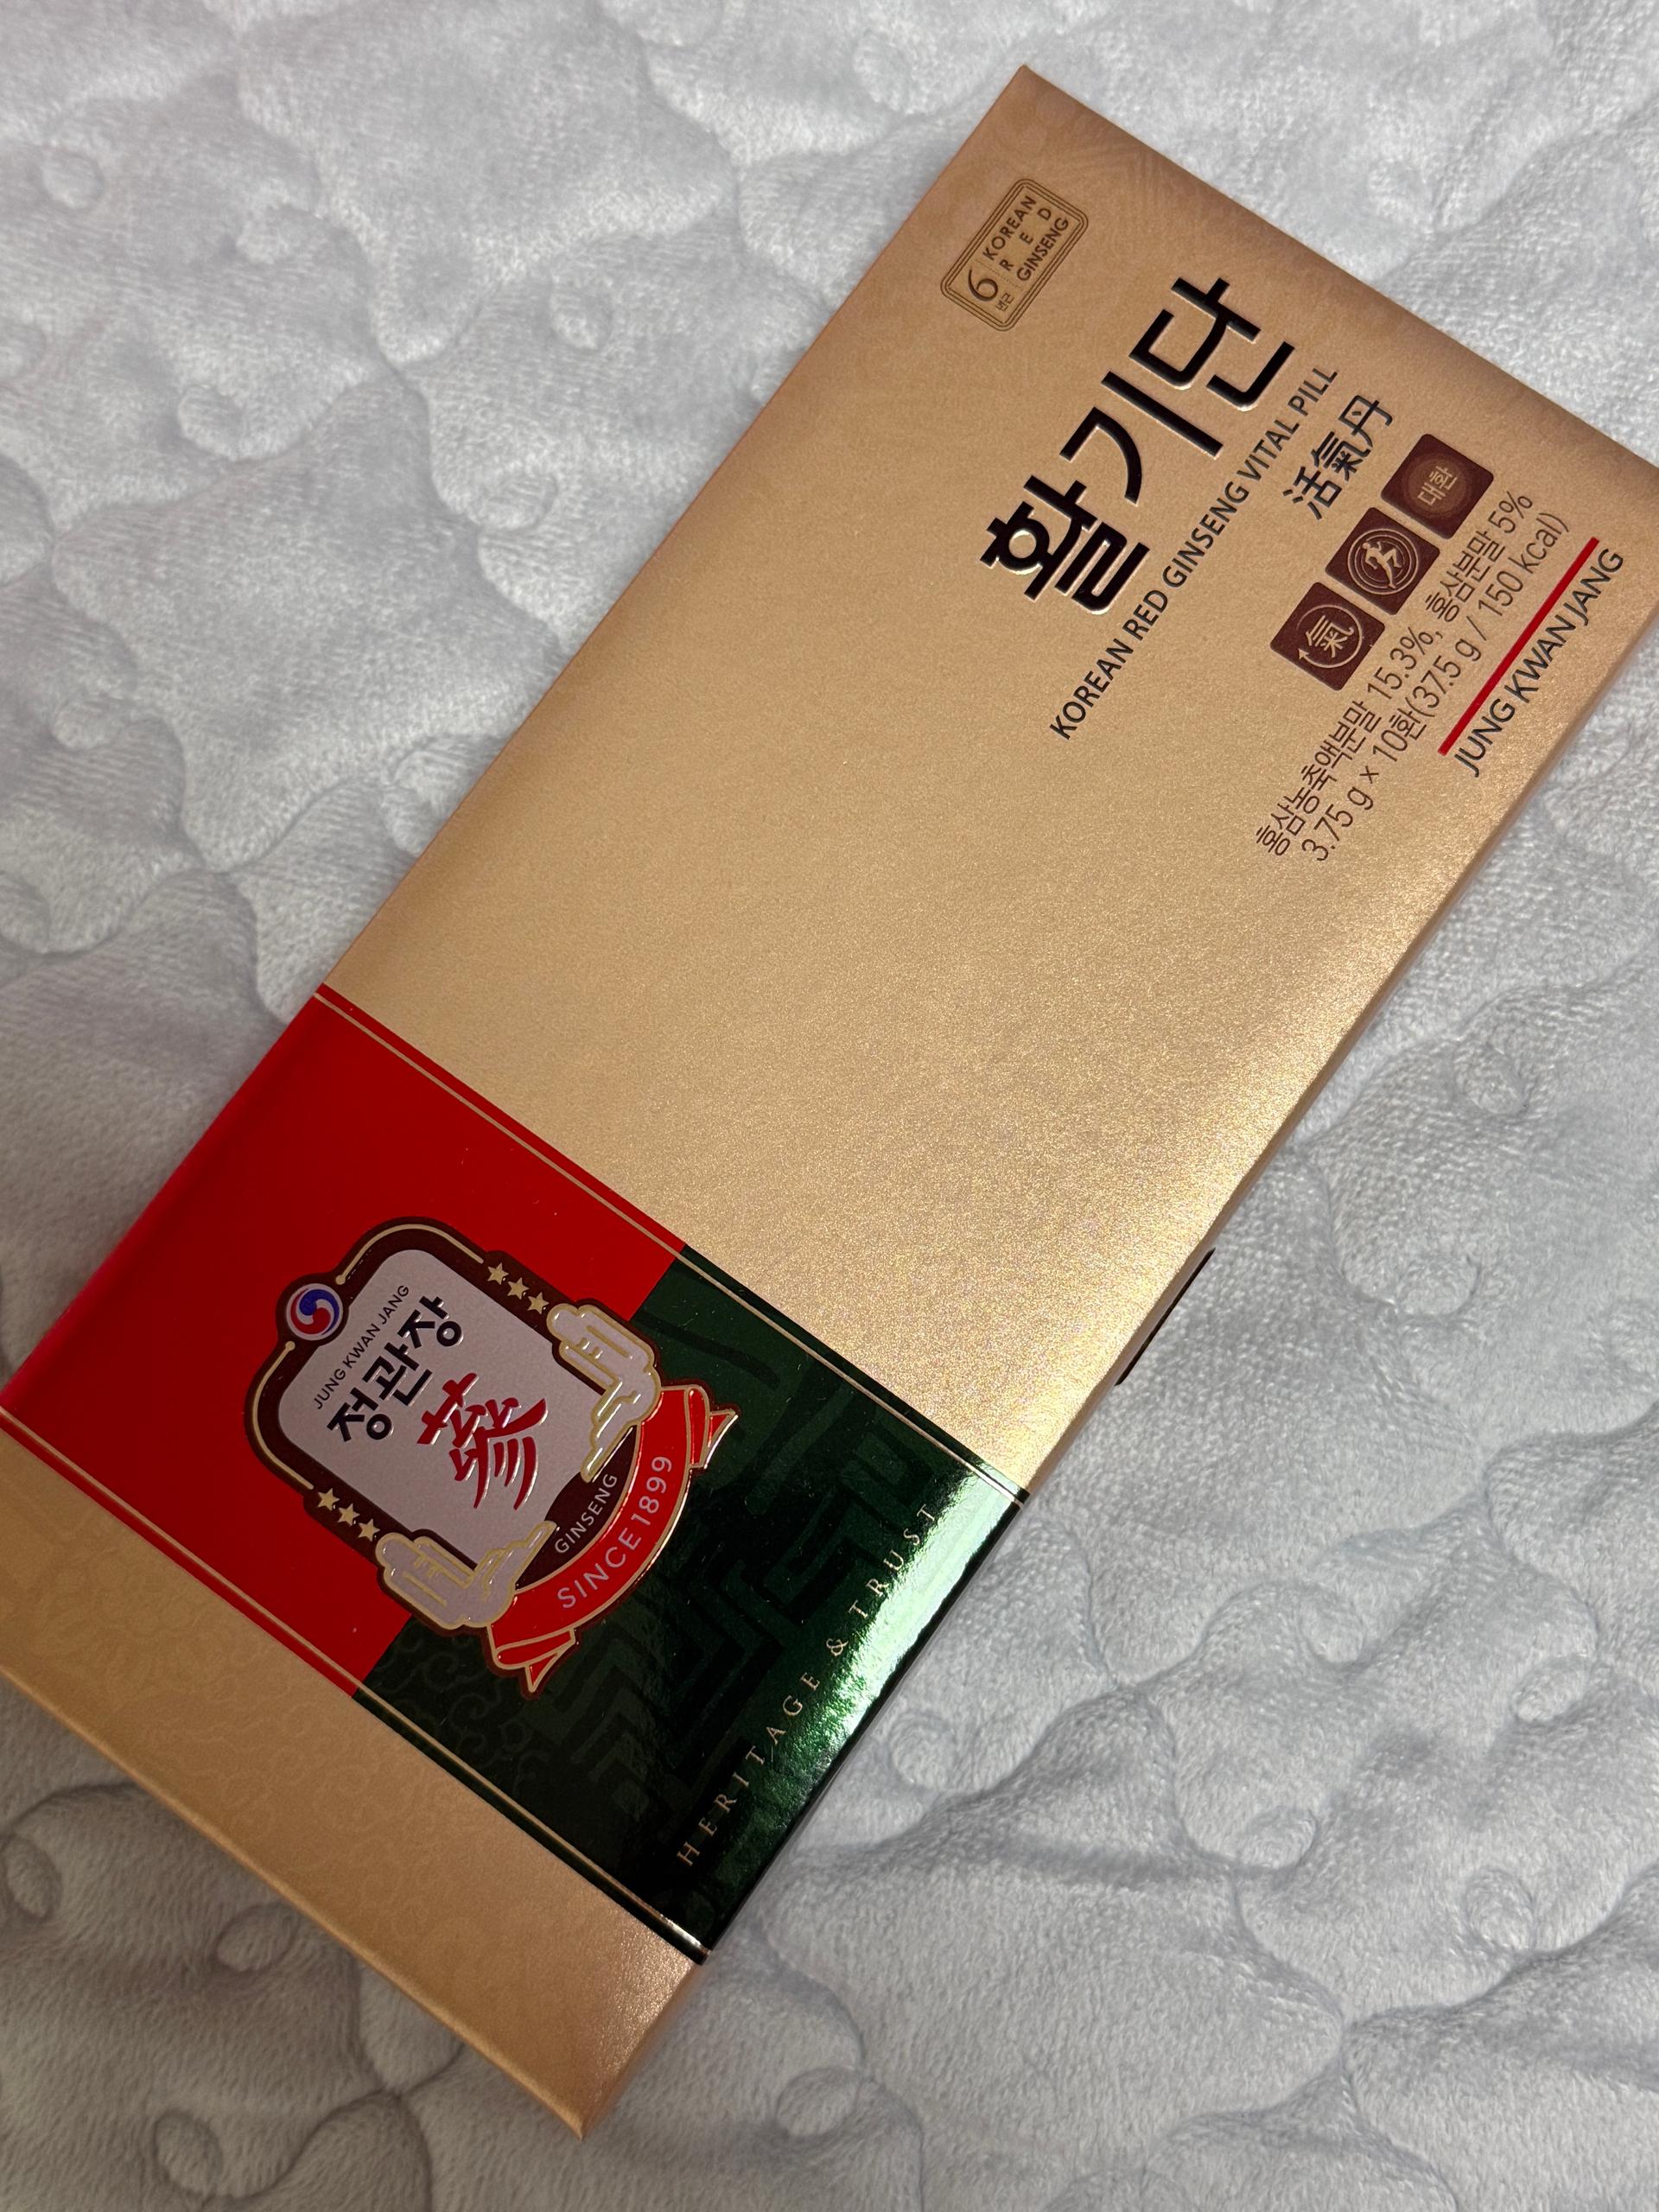 6
년근
KOREAN
RED
GINSENG
활기단
KOREAN RED GINSENG VITAL PILL
活氣丹
氣
대환
홍삼농축액분말 15.3%, 홍삼분말 5%
3.75 g × 10환(37.5 g / 150 kcal)
JUNG KWAN JANG
JUNG KWAN JANG
정관장
蔘
GINSENG
SINCE 1899
HERITAGE & TRUST